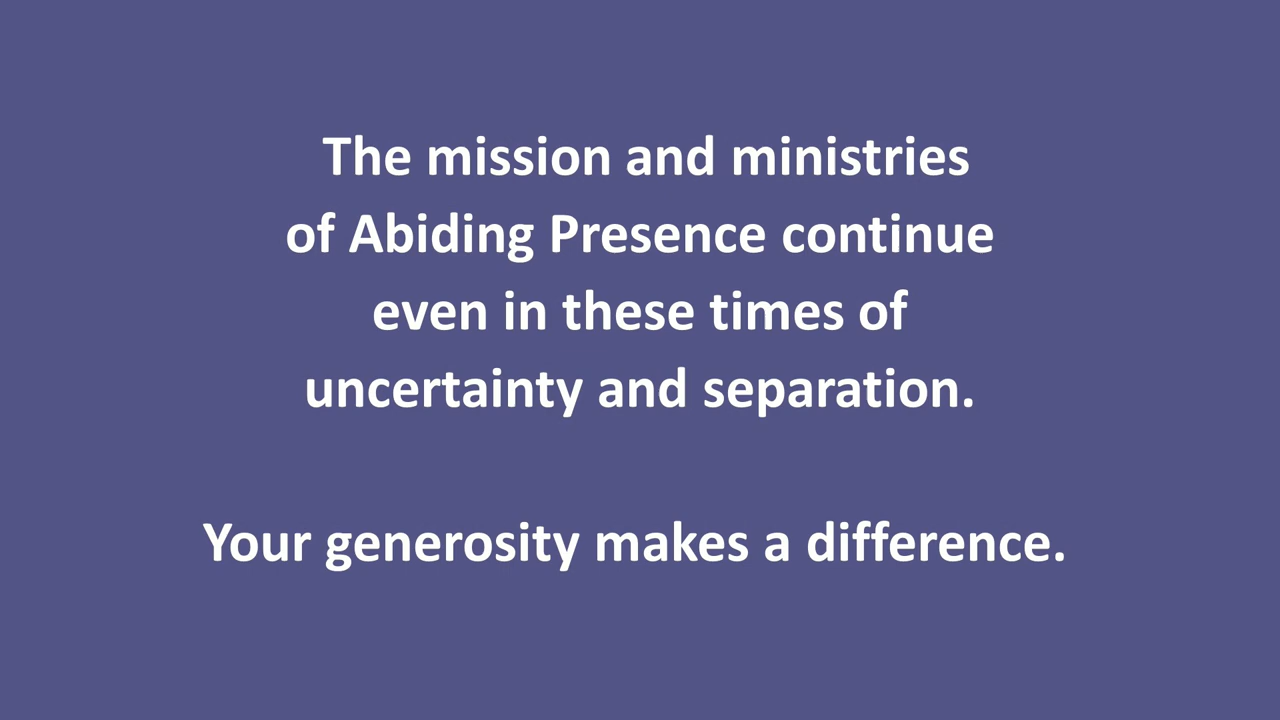 The mission and ministries
of Abiding Presence continue
even in these times of
uncertainty and separation.
Your generosity makes a difference.